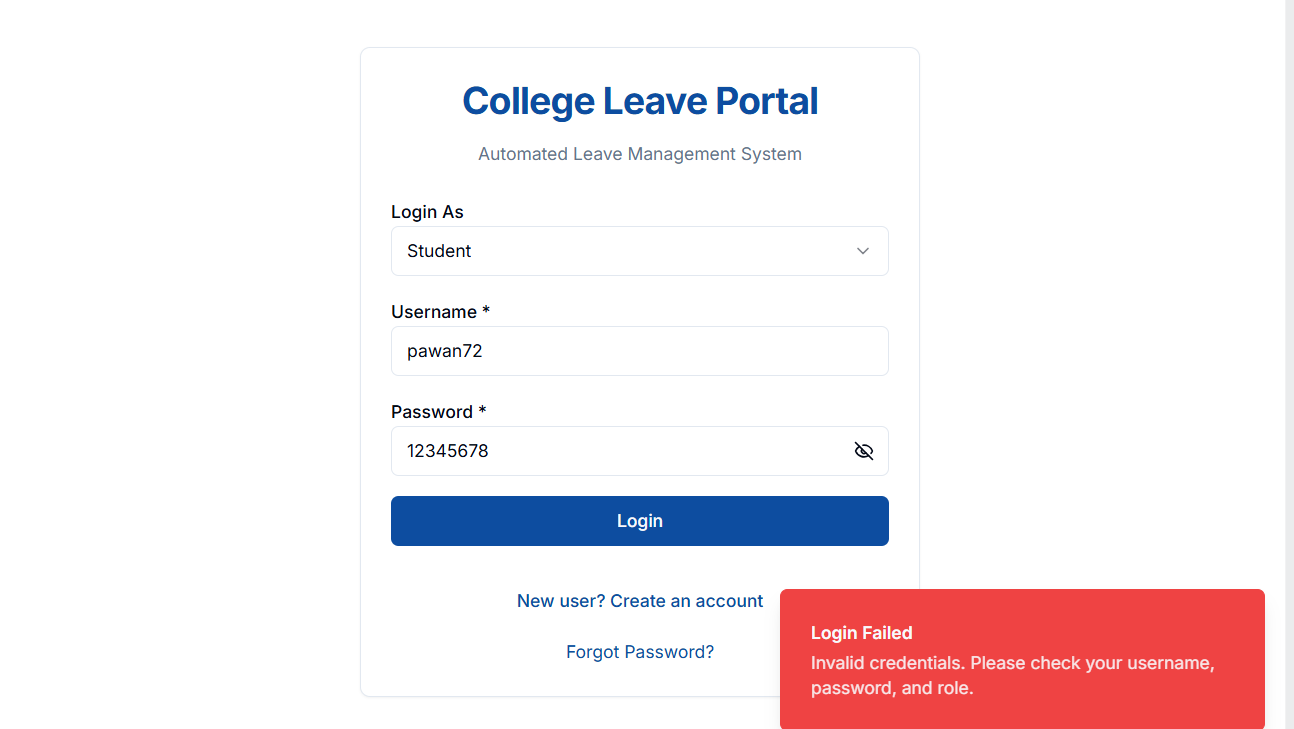 College Leave Portal
Automated Leave Management System
Login As
Student
Username *
pawan72
Password *
12345678
Login
New user? Create an account
Forgot Password?
Login Failed
Invalid credentials. Please check your username,
password, and role.